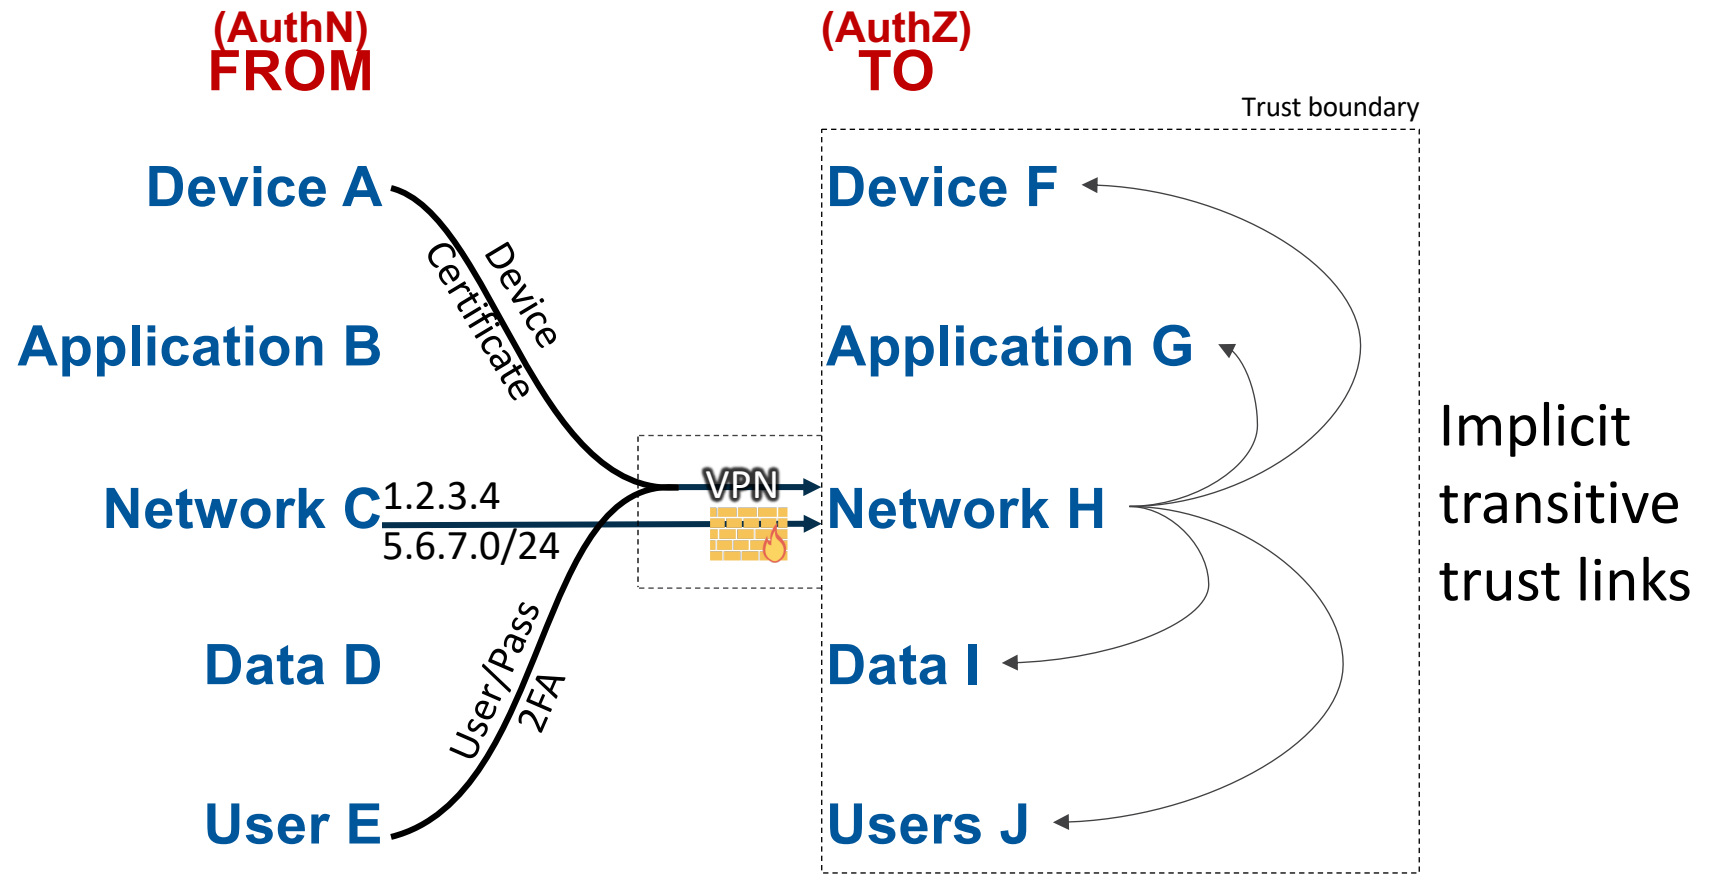 (AuthN)
FROM
(AuthZ)
TO
Trust boundary
Device A
Device
Certificate
Device F
Application B
Application G
Network C
1.2.3.4
5.6.7.0/24
VPN
Network H
Implicit
transitive
trust links
Data D
User/Pass
2FA
Data I
User E
Users J